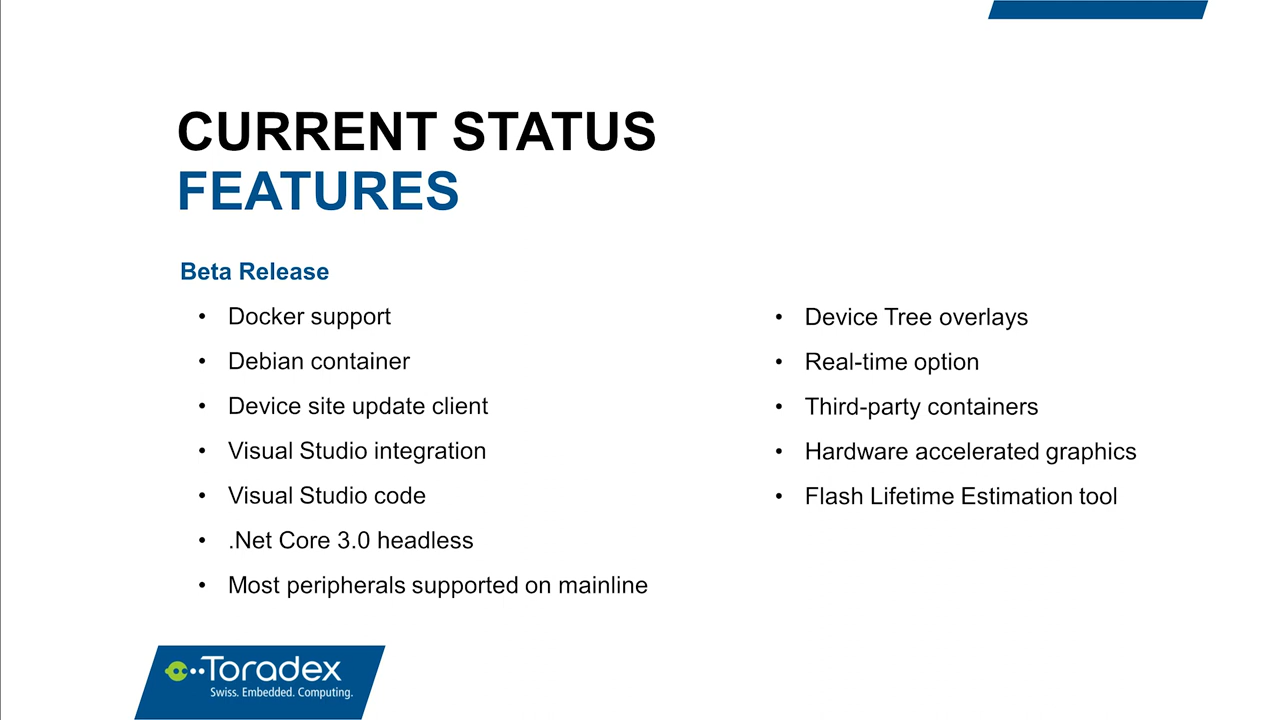 CURRENT STATUS
FEATURES
Beta Release
• Docker support
• Debian container
• Device site update client
• Visual Studio integration
• Visual Studio code
• .Net Core 3.0 headless
• Most peripherals supported on mainline
• Device Tree overlays
• Real-time option
• Third-party containers
• Hardware accelerated graphics
• Flash Lifetime Estimation tool
Toradex
Swiss. Embedded. Computing.